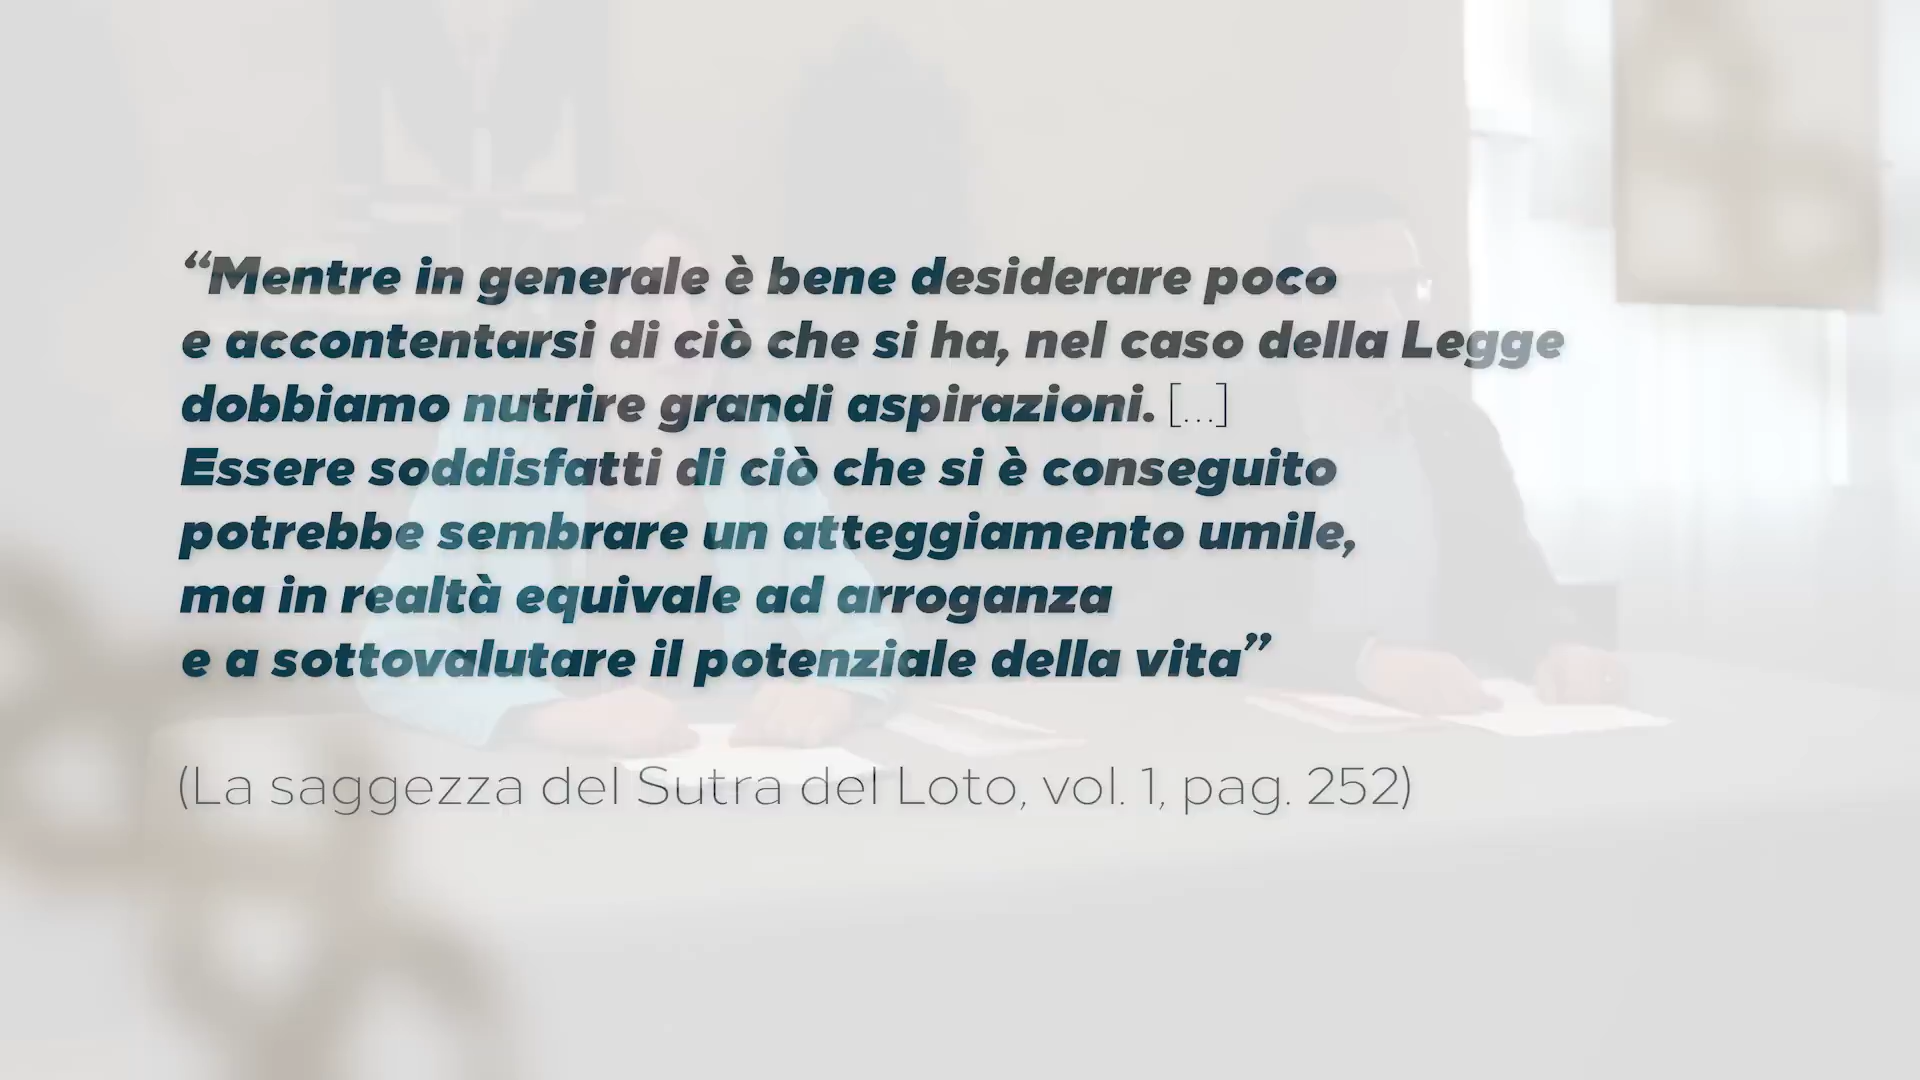 “Mentre in generale è bene desiderare poco
e accontentarsi di ciò che si ha, nel caso della Legge
dobbiamo nutrire grandi aspirazioni. [...]
Essere soddisfatti di ciò che si è conseguito
potrebbe sembrare un atteggiamento umile,
ma in realtà equivale ad arroganza
e a sottovalutare il potenziale della vita”
(La saggezza del Sutra del Loto, vol. 1, pag. 252)